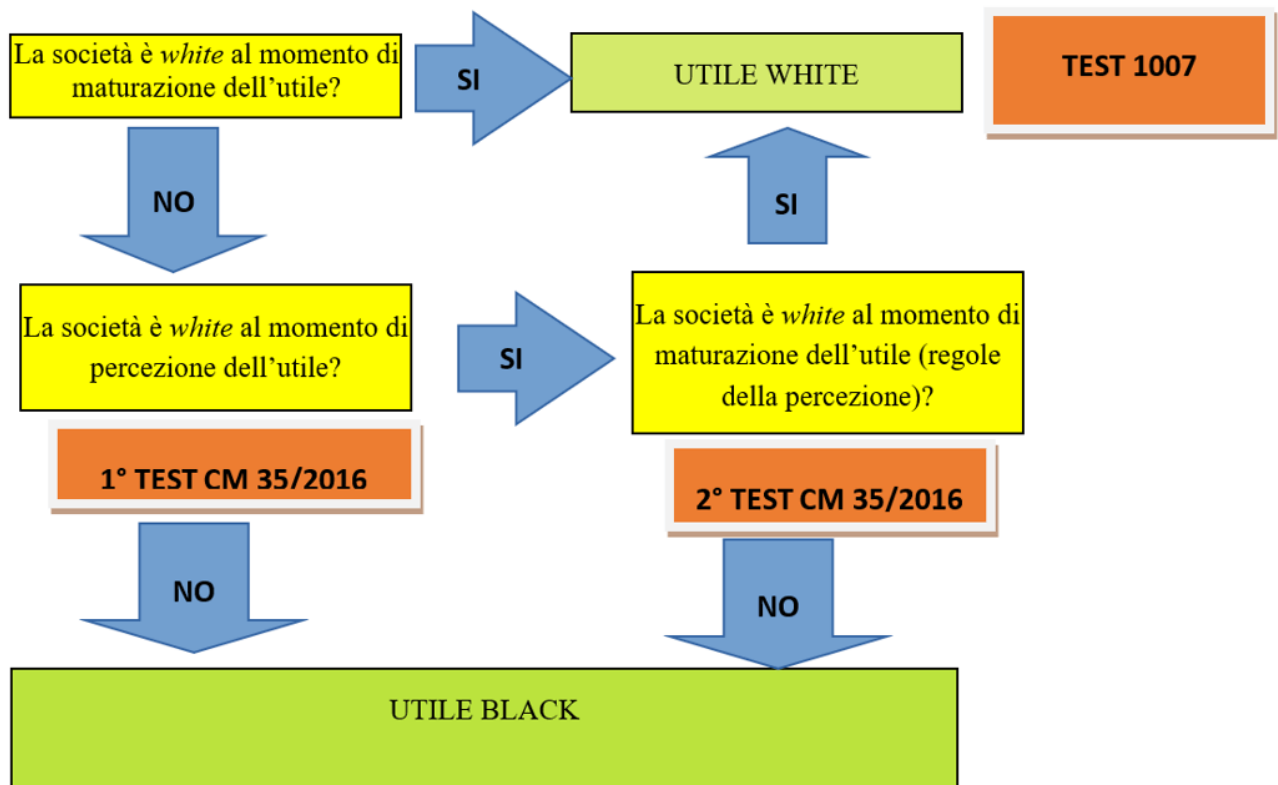 La società è white al momento di
maturazione dell'utile?
SI
UTILE WHITE
TEST 1007
NO
SI
La società è white al momento di
percezione dell'utile?
SI
La società è white al momento di
maturazione dell'utile (regole
della percezione)?
1° TEST CM 35/2016
2° TEST CM 35/2016
NO
NO
UTILE BLACK